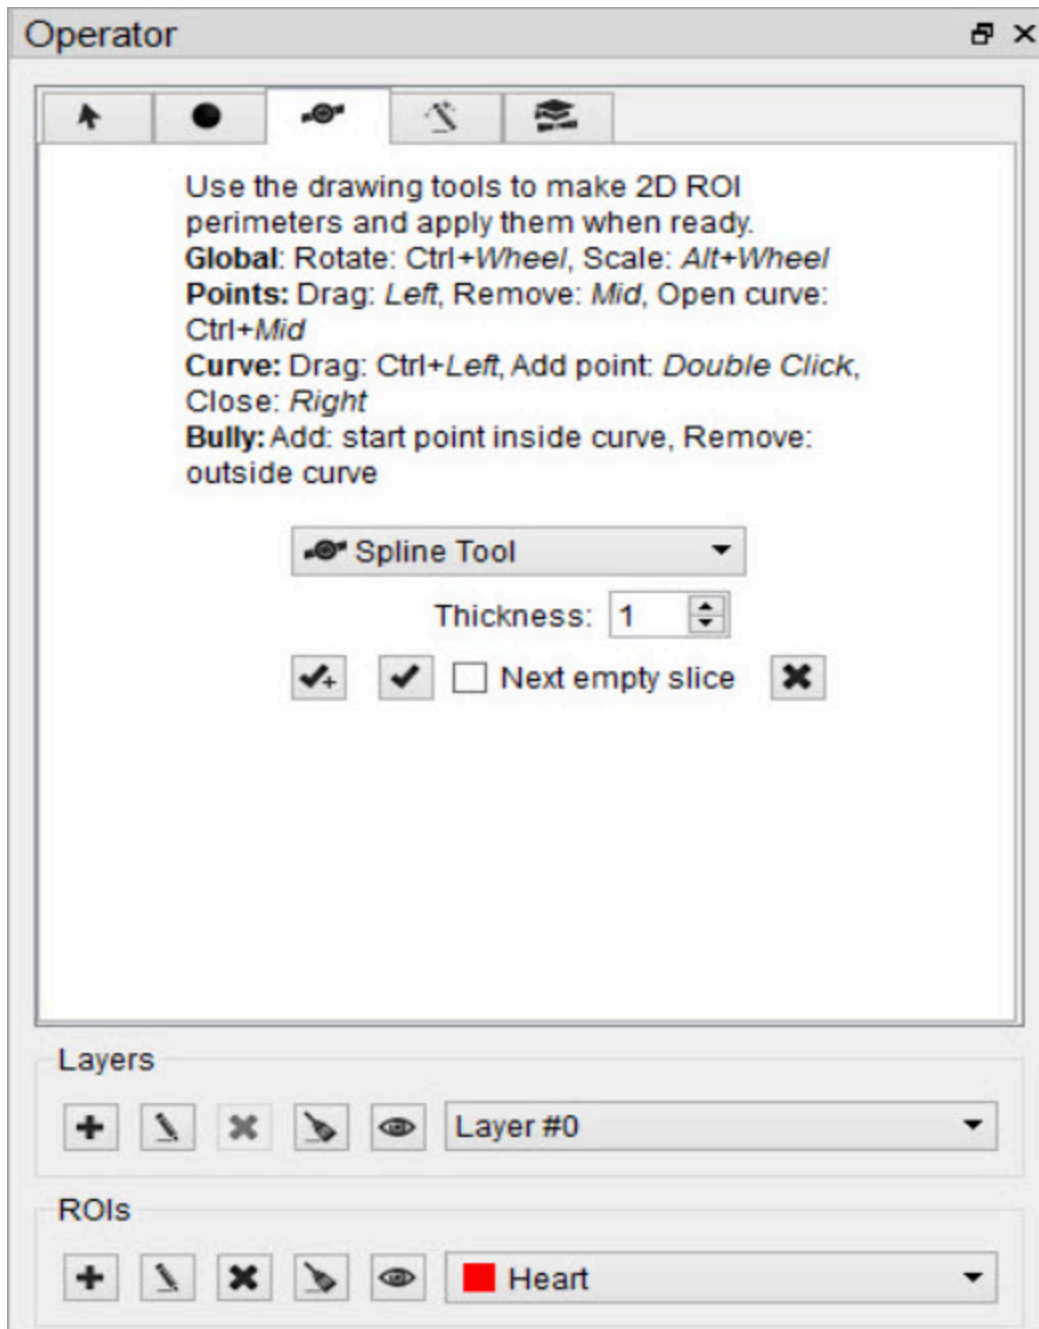 Operator
Use the drawing tools to make 2D ROI
perimeters and apply them when ready.
Global: Rotate: Ctrl+Wheel, Scale: Alt+Wheel
Points: Drag: Left, Remove: Mid, Open curve:
Ctrl+Mid
Curve: Drag: Ctrl+Left, Add point: Double Click,
Close: Right
Bully: Add: start point inside curve, Remove:
outside curve
Spline Tool
Thickness: 1
Next empty slice
Layers
Layer #0
ROIs
Heart